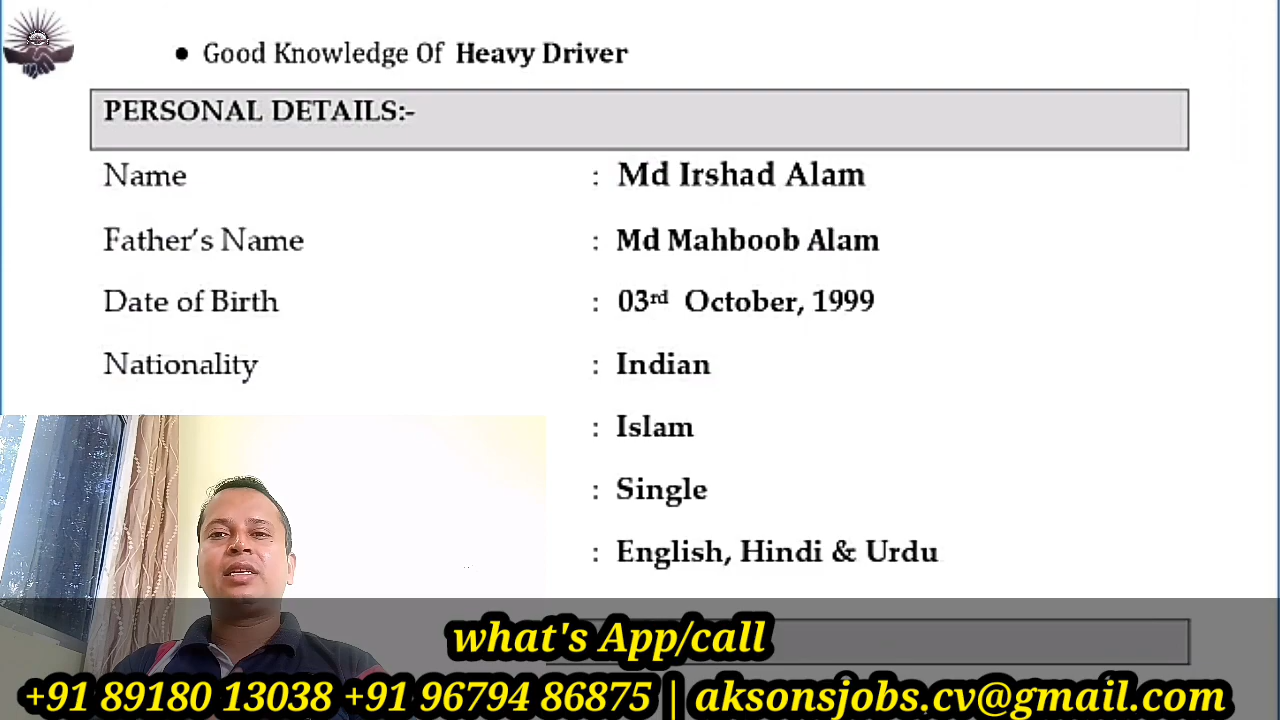 • Good Knowledge Of Heavy Driver
PERSONAL DETAILS:-
Name : Md Irshad Alam
Father's Name : Md Mahboob Alam
Date of Birth : 03rd October, 1999
Nationality : Indian
: Islam
: Single
: English, Hindi & Urdu
what's App/call
+91 89180 13038 +91 96794 86875 | aksonsjobs.cv@gmail.com